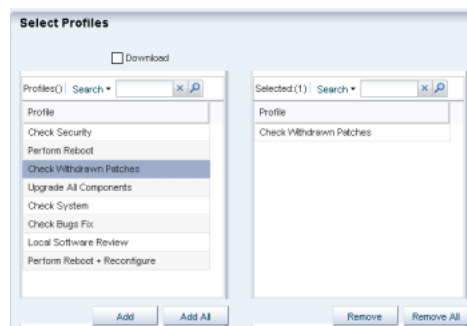 Select Profiles
Download
Profiles() Search
Profile
Check Security
Perform Reboot
Check Withdrawn Patches
Upgrade All Components
Check System
Check Bugs Fix
Local Software Review
Perform Reboot + Reconfigure
Add Add All
Selected:(1) Search
Profile
Check Withdrawn Patches
Remove Remove All